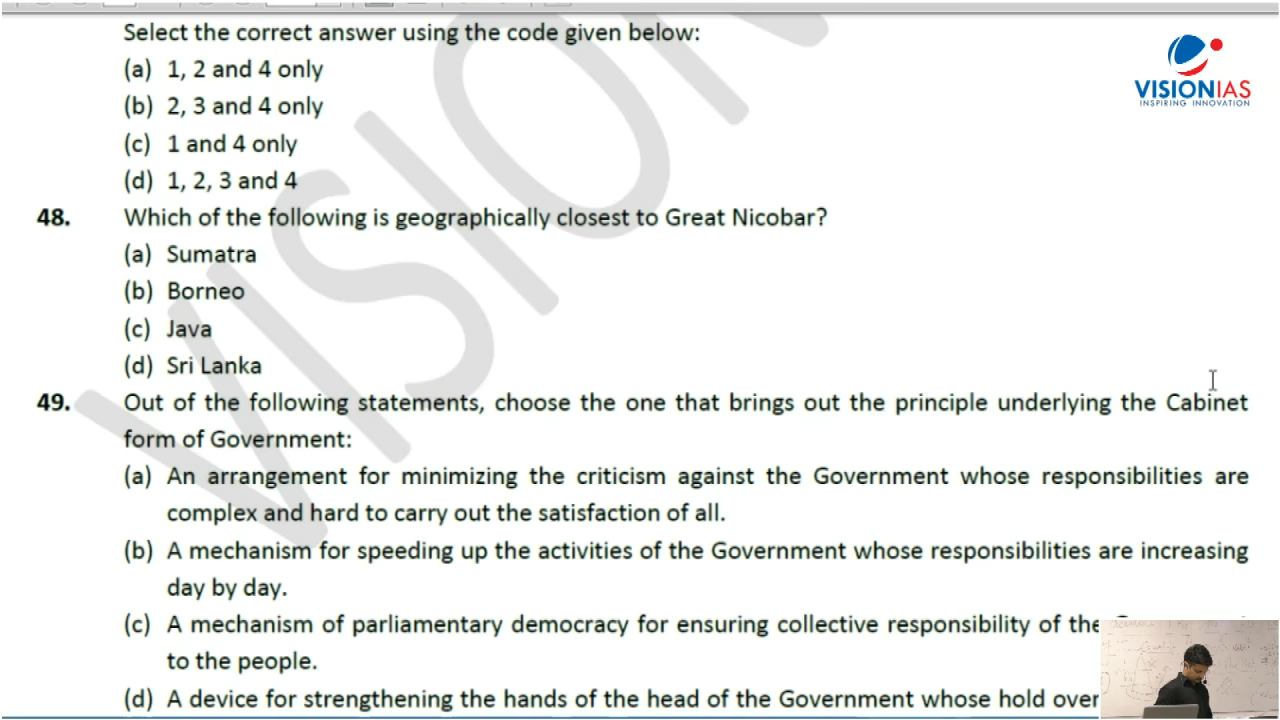 Select the correct answer using the code given below:
(a) 1, 2 and 4 only
(b) 2, 3 and 4 only
(c) 1 and 4 only
(d) 1, 2, 3 and 4
VISIONIAS
INSPIRING INNOVATION
48. Which of the following is geographically closest to Great Nicobar?
(a) Sumatra
(b) Borneo
(c) Java
(d) Sri Lanka
49. Out of the following statements, choose the one that brings out the principle underlying the Cabinet
form of Government:
(a) An arrangement for minimizing the criticism against the Government whose responsibilities are
complex and hard to carry out the satisfaction of all.
(b) A mechanism for speeding up the activities of the Government whose responsibilities are increasing
day by day.
(c) A mechanism of parliamentary democracy for ensuring collective responsibility of the
to the people.
(d) A device for strengthening the hands of the head of the Government whose hold over
VISION